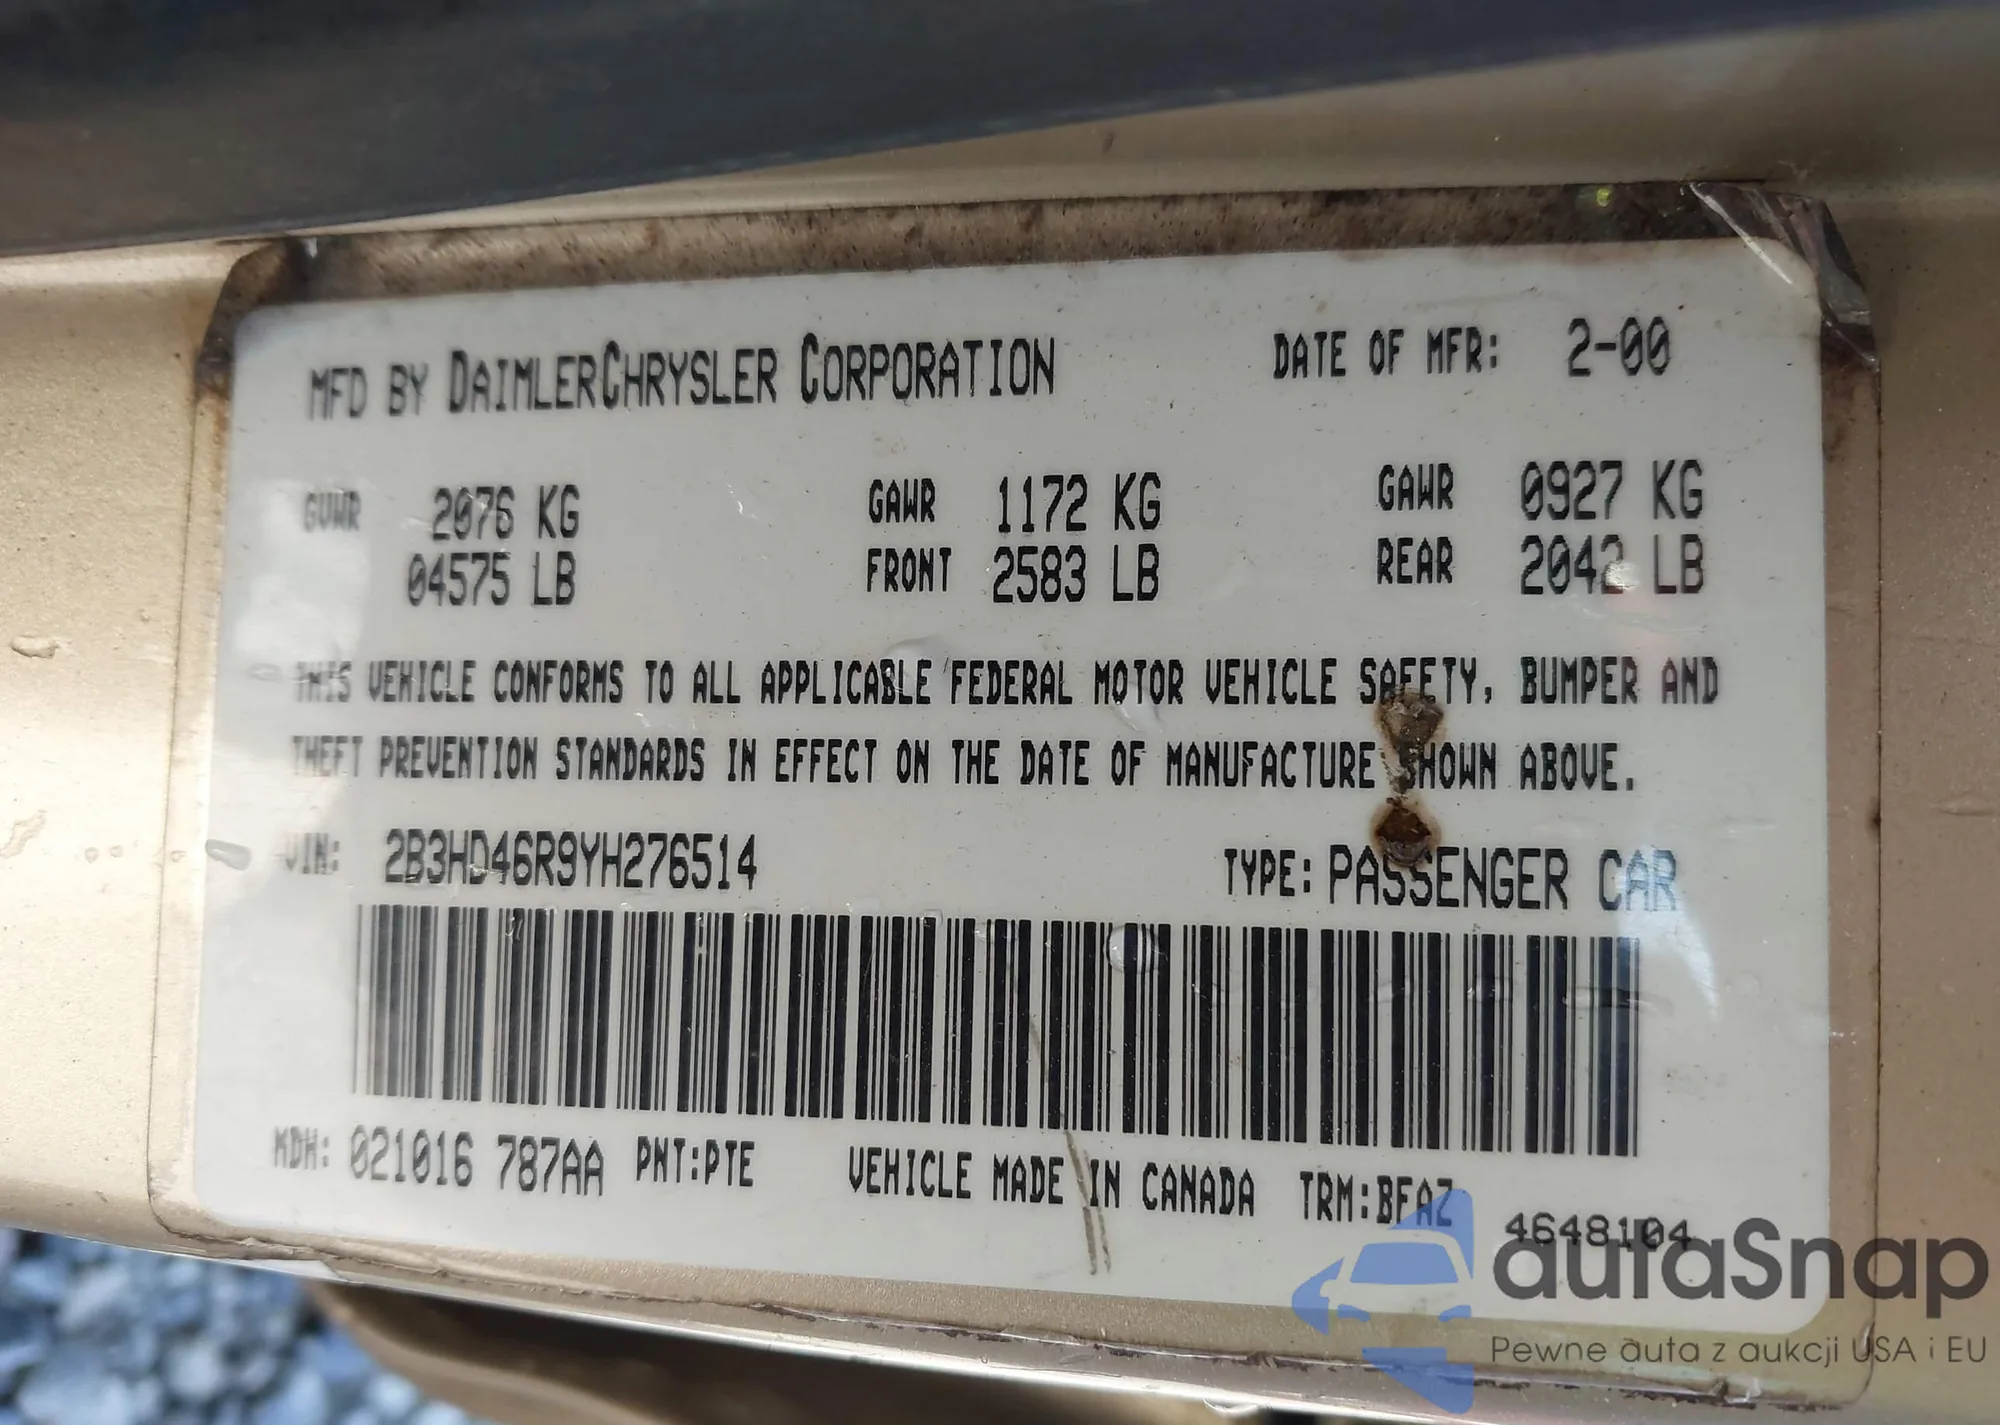 MFD BY DAIMLERCHRYSLER CORPORATION DATE OF MFR: 2-00
GVWR 2076 KG GAWR 1172 KG GAWR 0927 KG
04575 LB FRONT 2583 LB REAR 2042 LB
THIS VEHICLE CONFORMS TO ALL APPLICABLE FEDERAL MOTOR VEHICLE SAFETY, BUMPER AND
THEFT PREVENTION STANDARDS IN EFFECT ON THE DATE OF MANUFACTURE SHOWN ABOVE.
VIN: 2B3HD46R9YH276514 TYPE: PASSENGER CAR
MDH: 021016 787AA PNT:PTE VEHICLE MADE IN CANADA TRM:BFAZ
4648104
autaSnap
Pewne auta z aukcji USA i EU